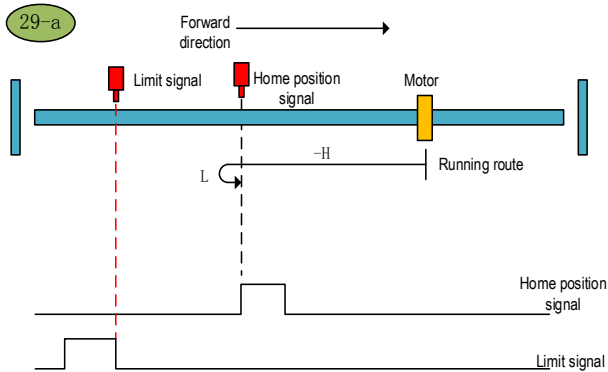 29-a
Forward
direction
Limit signal
Home position
signal
Motor
-H
Running route
L
Home position
signal
Limit signal